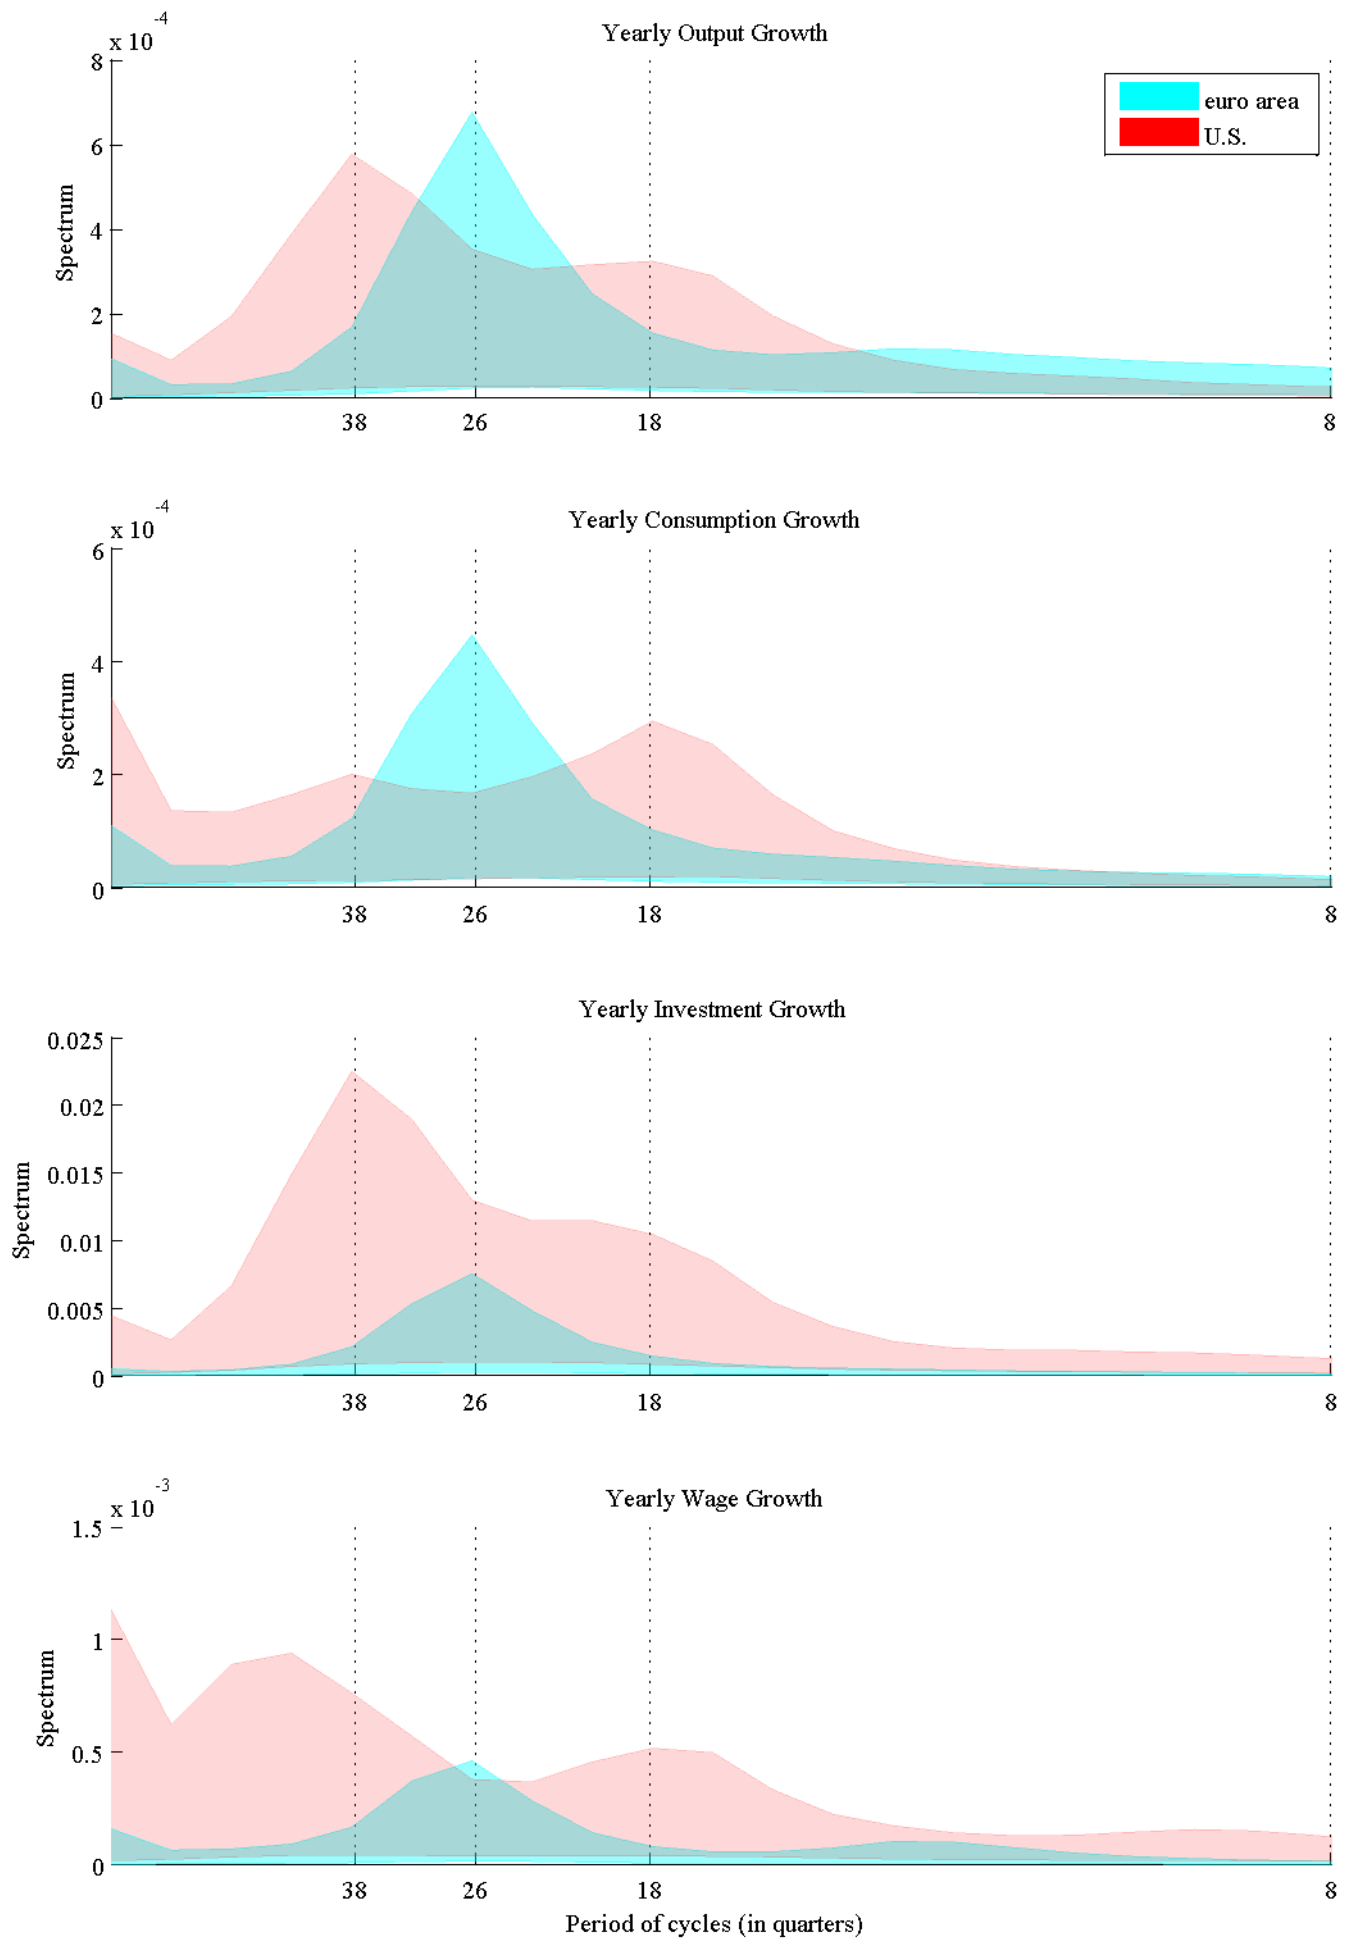 Yearly Output Growth
x 10 -4
8
6
4
2
0
Spectrum
euro area
U.S.
38 26 18 8
Yearly Consumption Growth
x 10 -4
6
4
2
0
Spectrum
38 26 18 8
Yearly Investment Growth
0.025
0.02
0.015
0.01
0.005
0
Spectrum
38 26 18 8
Yearly Wage Growth
x 10 -3
1.5
1
0.5
0
Spectrum
38 26 18 8
Period of cycles (in quarters)